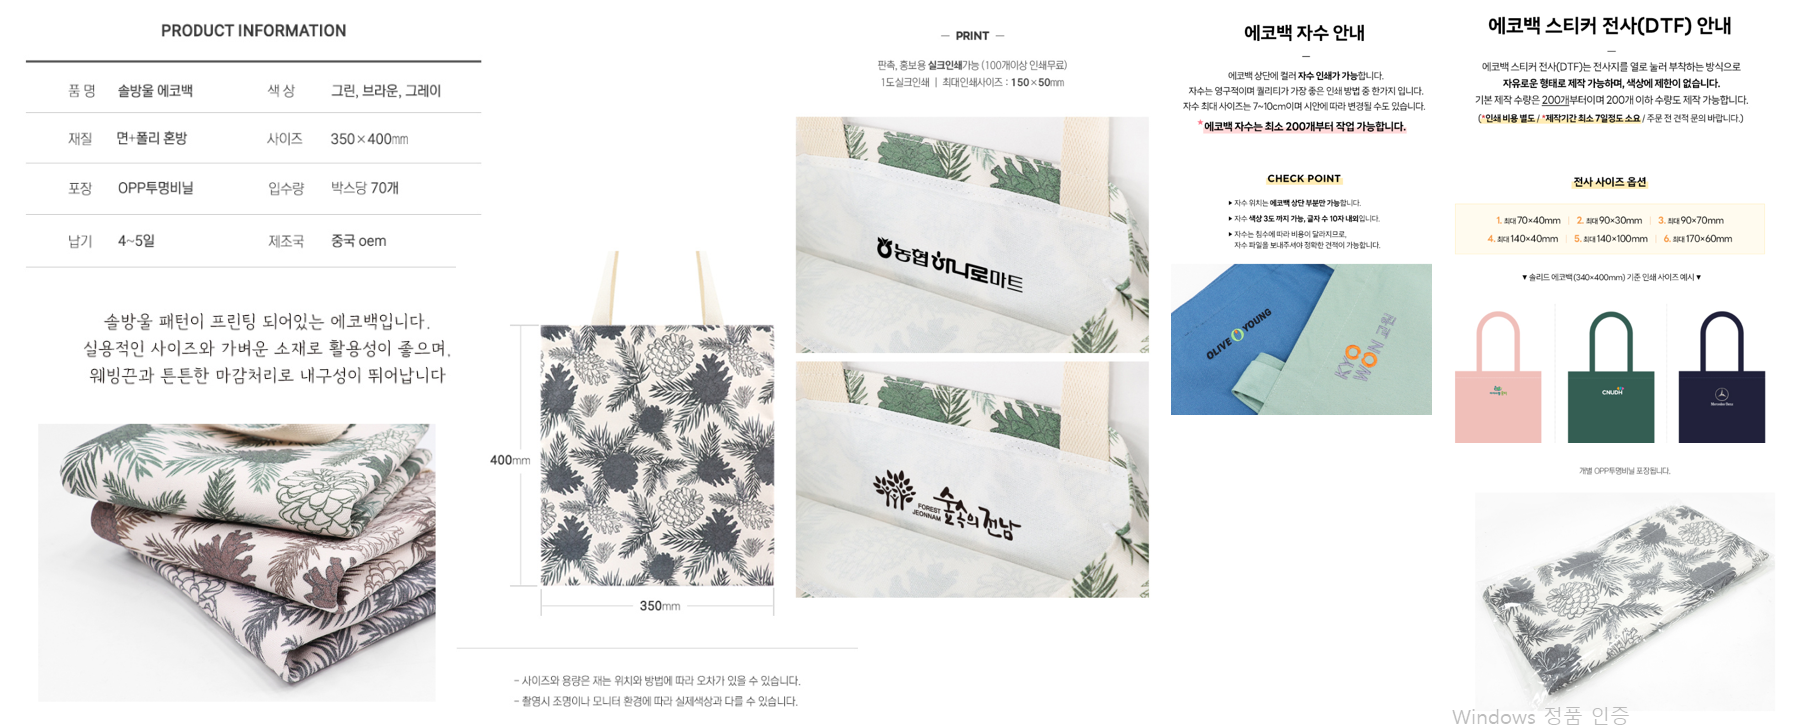 PRODUCT INFORMATION
품 명 솔방울 에코백 색 상 그린, 브라운, 그레이
재질 면+폴리 혼방 사이즈 350×400mm
포장 OPP투명비닐 입수량 박스당 70개
납기 4~5일 제조국 중국 oem
솔방울 패턴이 프린팅 되어있는 에코백입니다.
실용적인 사이즈와 가벼운 소재로 활용성이 좋으며,
웨빙끈과 튼튼한 마감처리로 내구성이 뛰어납니다
400mm
350mm
- 사이즈와 용량은 재는 위치와 방법에 따라 오차가 있을 수 있습니다.
- 촬영시 조명이나 모니터 환경에 따라 실제색상과 다를 수 있습니다.
— PRINT —
판촉, 홍보용 실크인쇄가능 (100개이상 인쇄무료)
1도실크인쇄 | 최대인쇄사이즈 : 150×50mm
농협 하나로마트
FOREST
JEONNAM
숲속의 전남
에코백 자수 안내
에코백 상단에 컬러 자수 인쇄가 가능합니다.
자수는 영구적이며 퀄리티가 가장 좋은 인쇄 방법 중 한가지 입니다.
자수 최대 사이즈는 7~10cm이며 시안에 따라 변경될 수도 있습니다.
*에코백 자수는 최소 200개부터 작업 가능합니다.
CHECK POINT
▶ 자수 위치는 에코백 상단 부분만 가능합니다.
▶ 자수 색상 3도 까지 가능, 글자 수 10자 내외입니다.
▶ 자수는 침수에 따라 비용이 달라지므로,
자수 파일을 보내주셔야 정확한 견적이 가능합니다.
OLIVE YOUNG
KYOWON 교원
에코백 스티커 전사(DTF) 안내
에코백 스티커 전사(DTF)는 전사지를 열로 눌러 부착하는 방식으로
자유로운 형태로 제작 가능하며, 색상에 제한이 없습니다.
기본 제작 수량은 200개부터이며 200개 이하 수량도 제작 가능합니다.
(*인쇄 비용 별도 / *제작기간 최소 7일정도 소요 / 주문 전 견적 문의 바랍니다.)
전사 사이즈 옵션
1. 최대 70×40mm | 2. 최대 90×30mm | 3. 최대 90×70mm
4. 최대 140×40mm | 5. 최대 140×100mm | 6. 최대 170×60mm
▼ 솔리드 에코백(340×400mm) 기준 인쇄 사이즈 예시 ▼
CNUDH
Mercedes-Benz
개별 OPP투명비닐 포장됩니다.
Windows 정품 인증